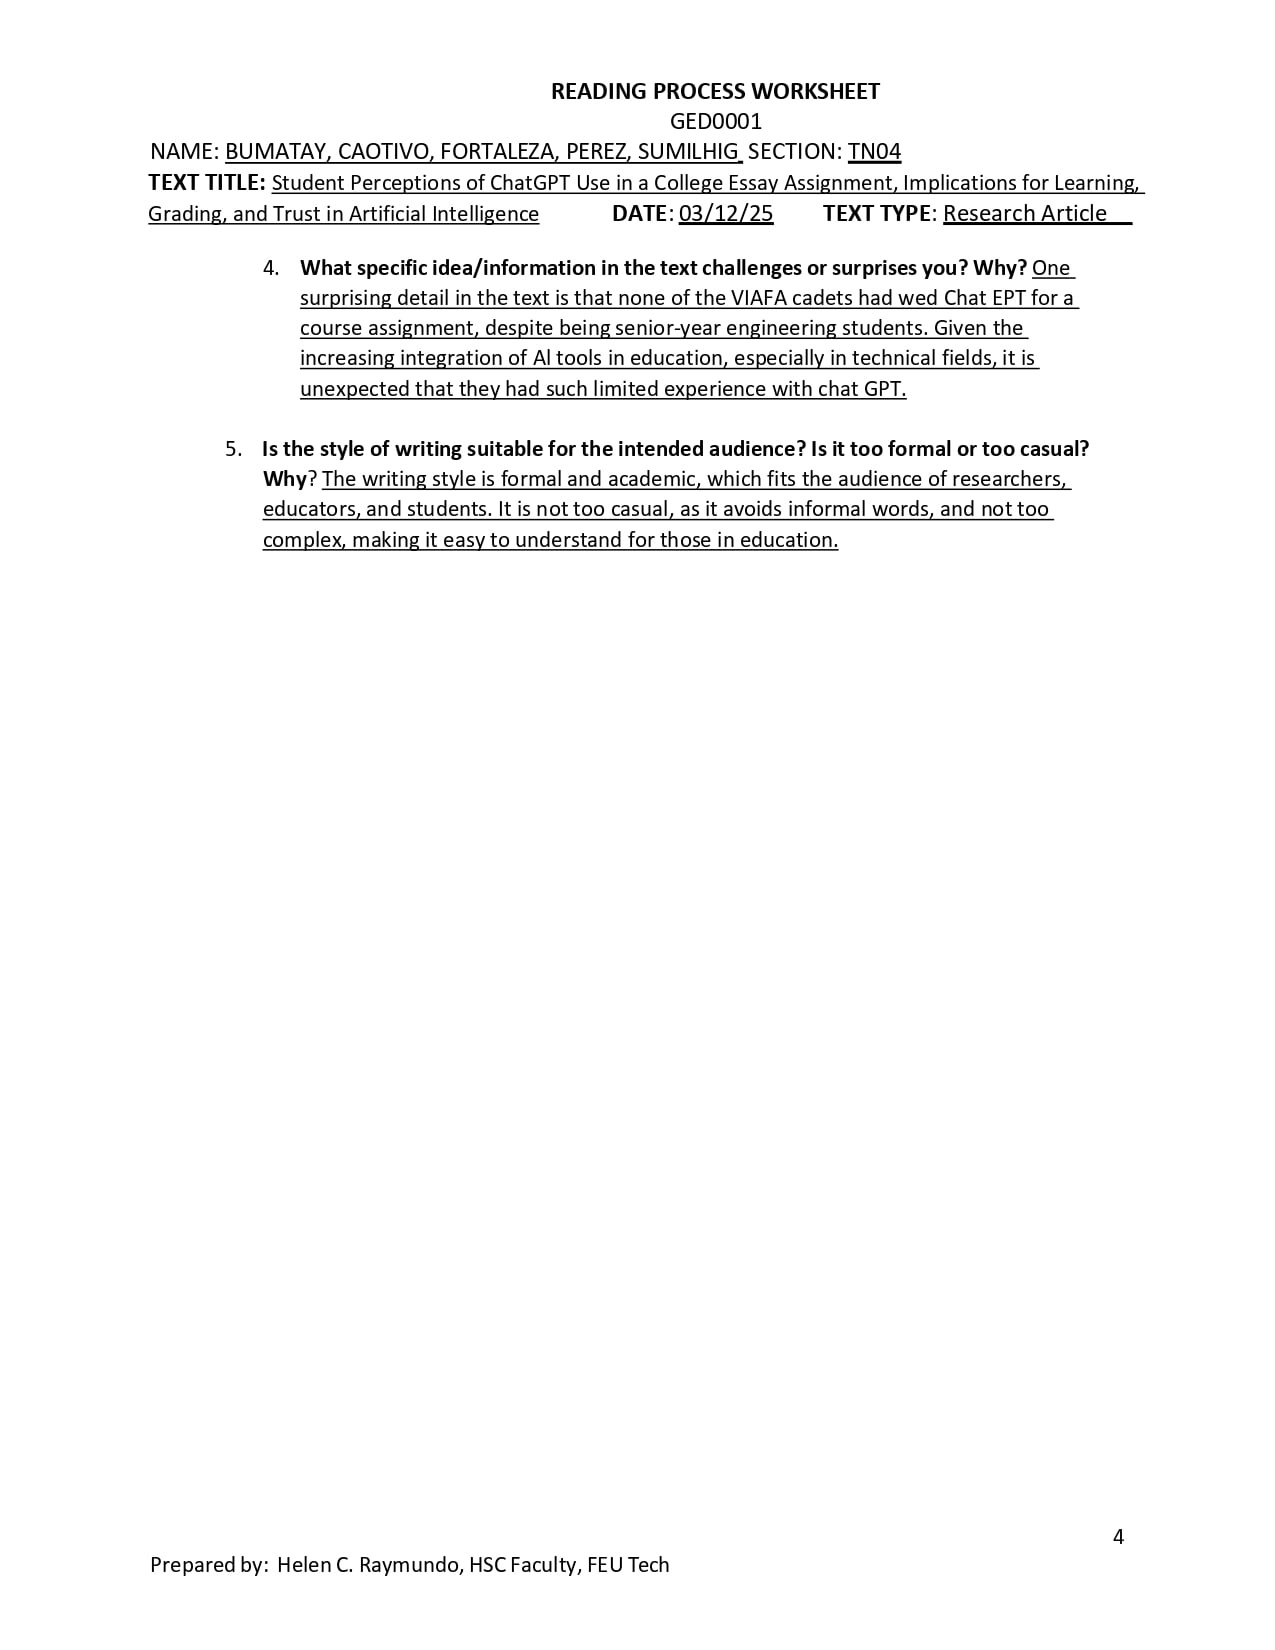 READING PROCESS WORKSHEET
GED0001
NAME: BUMATAY, CAOTIVO, FORTALEZA, PEREZ, SUMILHIG SECTION: TN04
TEXT TITLE: Student Perceptions of ChatGPT Use in a College Essay Assignment, Implications for Learning,
Grading, and Trust in Artificial Intelligence DATE: 03/12/25 TEXT TYPE: Research Article__
4. What specific idea/information in the text challenges or surprises you? Why? One
surprising detail in the text is that none of the VIAFA cadets had wed Chat EPT for a
course assignment, despite being senior-year engineering students. Given the
increasing integration of Al tools in education, especially in technical fields, it is
unexpected that they had such limited experience with chat GPT.
5. Is the style of writing suitable for the intended audience? Is it too formal or too casual?
Why? The writing style is formal and academic, which fits the audience of researchers,
educators, and students. It is not too casual, as it avoids informal words, and not too
complex, making it easy to understand for those in education.
4
Prepared by: Helen C. Raymundo, HSC Faculty, FEU Tech